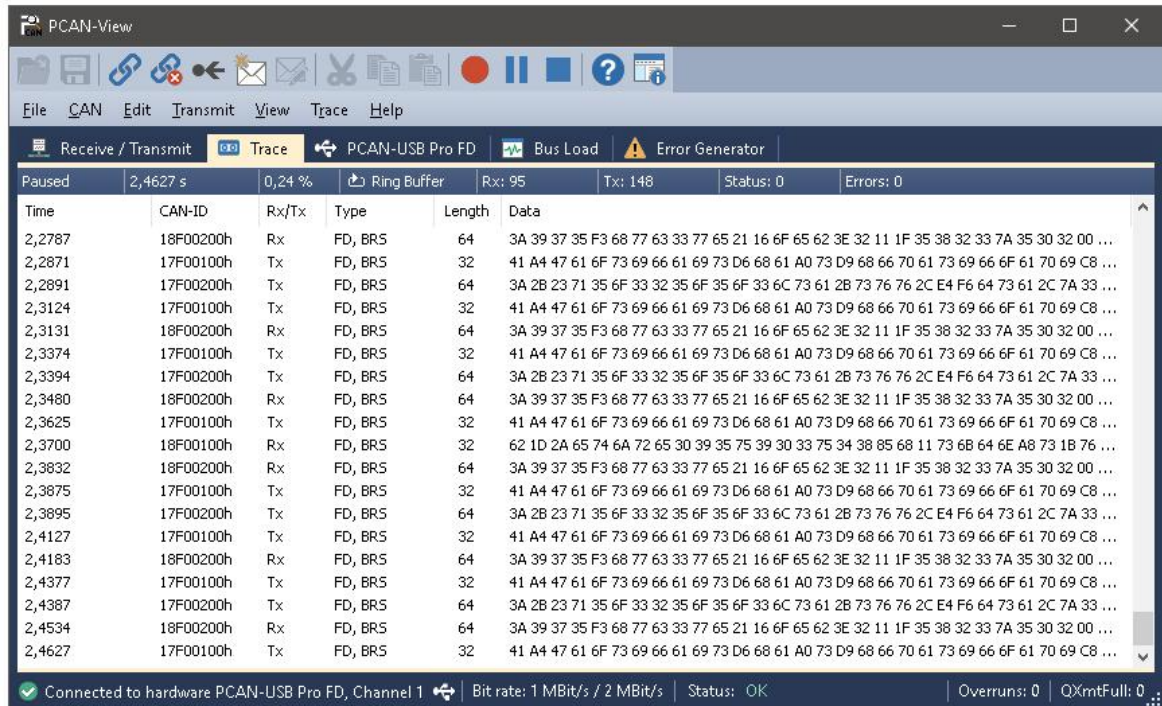 PCAN-View
File CAN Edit Transmit View Trace Help
Receive / Transmit Trace PCAN-USB Pro FD Bus Load Error Generator
Paused 2,4627 s 0,24 % Ring Buffer Rx: 95 Tx: 148 Status: 0 Errors: 0
Time CAN-ID Rx/Tx Type Length Data
2,2787 18F00200h Rx FD, BRS 64 3A 39 37 35 F3 68 77 63 33 77 65 21 16 6F 65 62 3E 32 11 1F 35 38 32 33 7A 35 30 32 00 ...
2,2871 17F00100h Tx FD, BRS 32 41 A4 47 61 6F 73 69 66 61 69 73 D6 68 61 A0 73 D9 68 66 70 61 73 69 66 6F 61 70 69 C8 ...
2,2891 17F00200h Tx FD, BRS 64 3A 2B 23 71 35 6F 33 32 35 6F 35 6F 33 6C 73 61 2B 73 76 76 2C E4 F6 64 73 61 2C 7A 33 ...
2,3124 17F00100h Tx FD, BRS 32 41 A4 47 61 6F 73 69 66 61 69 73 D6 68 61 A0 73 D9 68 66 70 61 73 69 66 6F 61 70 69 C8 ...
2,3131 18F00200h Rx FD, BRS 64 3A 39 37 35 F3 68 77 63 33 77 65 21 16 6F 65 62 3E 32 11 1F 35 38 32 33 7A 35 30 32 00 ...
2,3374 17F00100h Tx FD, BRS 32 41 A4 47 61 6F 73 69 66 61 69 73 D6 68 61 A0 73 D9 68 66 70 61 73 69 66 6F 61 70 69 C8 ...
2,3394 17F00200h Tx FD, BRS 64 3A 2B 23 71 35 6F 33 32 35 6F 35 6F 33 6C 73 61 2B 73 76 76 2C E4 F6 64 73 61 2C 7A 33 ...
2,3480 18F00200h Rx FD, BRS 64 3A 39 37 35 F3 68 77 63 33 77 65 21 16 6F 65 62 3E 32 11 1F 35 38 32 33 7A 35 30 32 00 ...
2,3625 17F00100h Tx FD, BRS 32 41 A4 47 61 6F 73 69 66 61 69 73 D6 68 61 A0 73 D9 68 66 70 61 73 69 66 6F 61 70 69 C8 ...
2,3700 18F00100h Rx FD, BRS 32 62 1D 2A 65 74 6A 72 65 30 39 35 75 39 30 33 75 34 38 85 68 11 73 6B 64 6E A8 73 1B 76 ...
2,3832 18F00200h Rx FD, BRS 64 3A 39 37 35 F3 68 77 63 33 77 65 21 16 6F 65 62 3E 32 11 1F 35 38 32 33 7A 35 30 32 00 ...
2,3875 17F00100h Tx FD, BRS 32 41 A4 47 61 6F 73 69 66 61 69 73 D6 68 61 A0 73 D9 68 66 70 61 73 69 66 6F 61 70 69 C8 ...
2,3895 17F00200h Tx FD, BRS 64 3A 2B 23 71 35 6F 33 32 35 6F 35 6F 33 6C 73 61 2B 73 76 76 2C E4 F6 64 73 61 2C 7A 33 ...
2,4127 17F00100h Tx FD, BRS 32 41 A4 47 61 6F 73 69 66 61 69 73 D6 68 61 A0 73 D9 68 66 70 61 73 69 66 6F 61 70 69 C8 ...
2,4183 18F00200h Rx FD, BRS 64 3A 39 37 35 F3 68 77 63 33 77 65 21 16 6F 65 62 3E 32 11 1F 35 38 32 33 7A 35 30 32 00 ...
2,4377 17F00100h Tx FD, BRS 32 41 A4 47 61 6F 73 69 66 61 69 73 D6 68 61 A0 73 D9 68 66 70 61 73 69 66 6F 61 70 69 C8 ...
2,4387 17F00200h Tx FD, BRS 64 3A 2B 23 71 35 6F 33 32 35 6F 35 6F 33 6C 73 61 2B 73 76 76 2C E4 F6 64 73 61 2C 7A 33 ...
2,4534 18F00200h Rx FD, BRS 64 3A 39 37 35 F3 68 77 63 33 77 65 21 16 6F 65 62 3E 32 11 1F 35 38 32 33 7A 35 30 32 00 ...
2,4627 17F00100h Tx FD, BRS 32 41 A4 47 61 6F 73 69 66 61 69 73 D6 68 61 A0 73 D9 68 66 70 61 73 69 66 6F 61 70 69 C8 ...
Connected to hardware PCAN-USB Pro FD, Channel 1 Bit rate: 1 MBit/s / 2 MBit/s Status: OK Overruns: 0 QXmtFull: 0